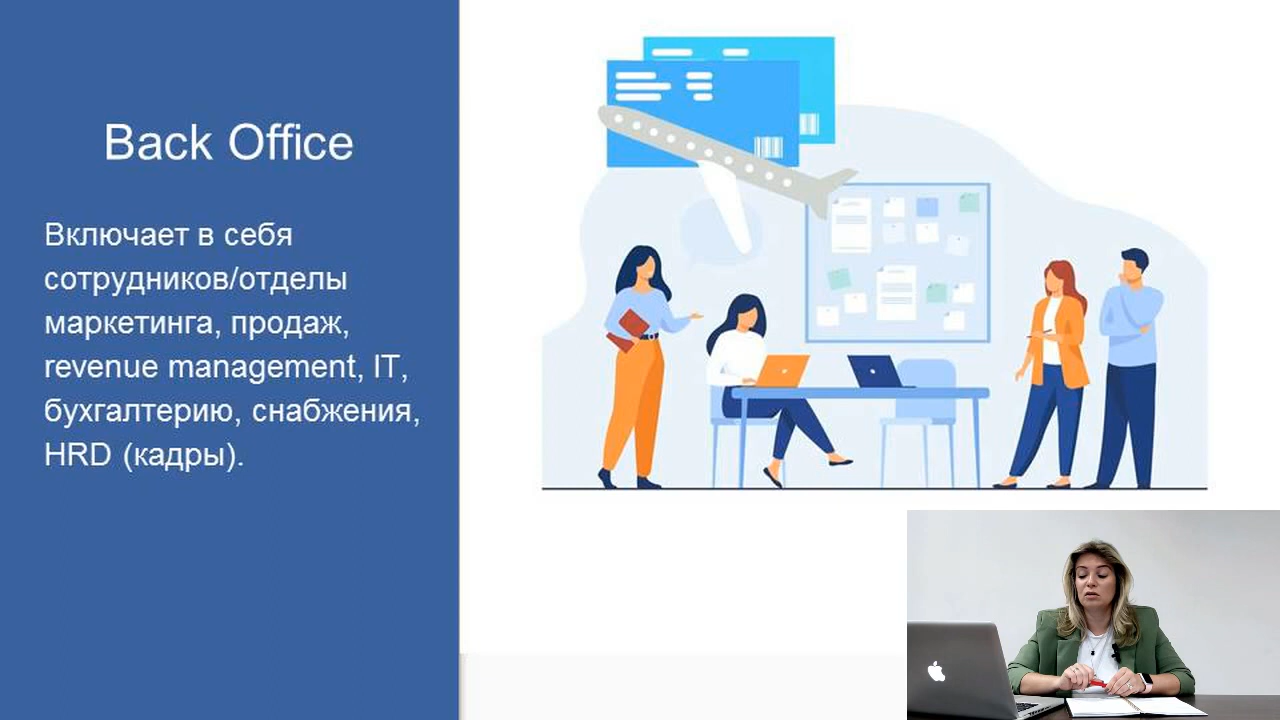 Back Office
Включает в себя
сотрудников/отделы
маркетинга, продаж,
revenue management, IT,
бухгалтерию, снабжения,
HRD (кадры).